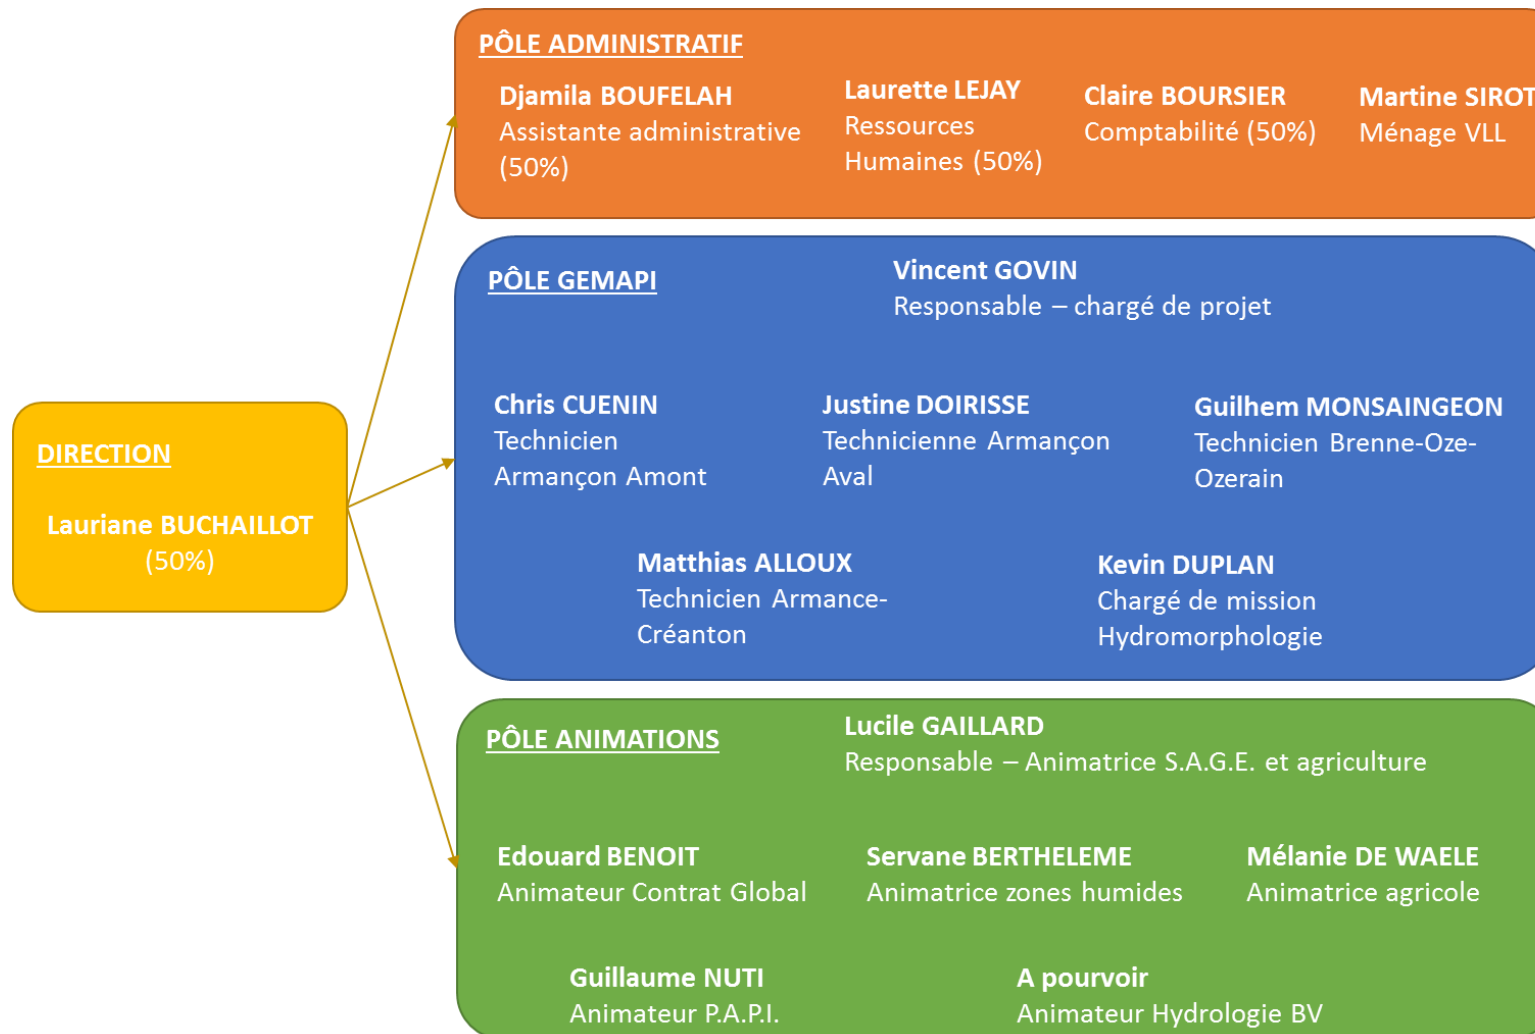 PÔLE ADMINISTRATIF
Djamila BOUFELAH
Assistante administrative
(50%)
Laurette LEJAY
Ressources
Humaines (50%)
Claire BOURSIER
Comptabilité (50%)
Martine SIROT
Ménage VLL
PÔLE GEMAPI
Vincent GOVIN
Responsable – chargé de projet
Chris CUENIN
Technicien
Armançon Amont
Justine DOIRISSE
Technicienne Armançon
Aval
Guilhem MONSAINGEON
Technicien Brenne-Oze-
Ozerain
Matthias ALLOUX
Technicien Armance-
Créanton
Kevin DUPLAN
Chargé de mission
Hydromorphologie
DIRECTION
Lauriane BUCHAILLOT
(50%)
PÔLE ANIMATIONS
Lucile GAILLARD
Responsable – Animatrice S.A.G.E. et agriculture
Edouard BENOIT
Animateur Contrat Global
Servane BERTHELEME
Animatrice zones humides
Mélanie DE WAELE
Animatrice agricole
Guillaume NUTI
Animateur P.A.P.I.
A pourvoir
Animateur Hydrologie BV